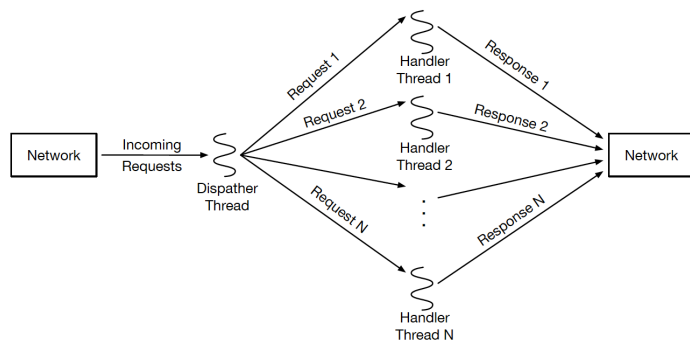 Network
Incoming
Requests
Dispather
Thread
Request 1
Request 2
Request N
Handler
Thread 1
Handler
Thread 2
Handler
Thread N
Response 1
Response 2
Response N
Network